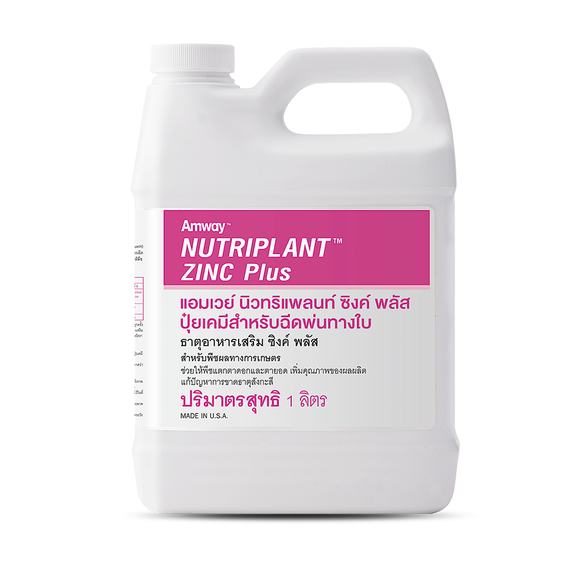 Amway™
NUTRIPLANT™
ZINC Plus
แอมเวย์ นิวทริแพลนท์ ซิงค์ พลัส
ปุ๋ยเคมีสำหรับฉีดพ่นทางใบ
ธาตุอาหารเสริม ซิงค์ พลัส
สำหรับพืชผลทางการเกษตร
ช่วยให้พืชแตกตาดอกและตายอด เพิ่มคุณภาพของผลผลิต
แก้ปัญหาการขาดธาตุสังกะสี
ปริมาตรสุทธิ 1 ลิตร
MADE IN U.S.A.